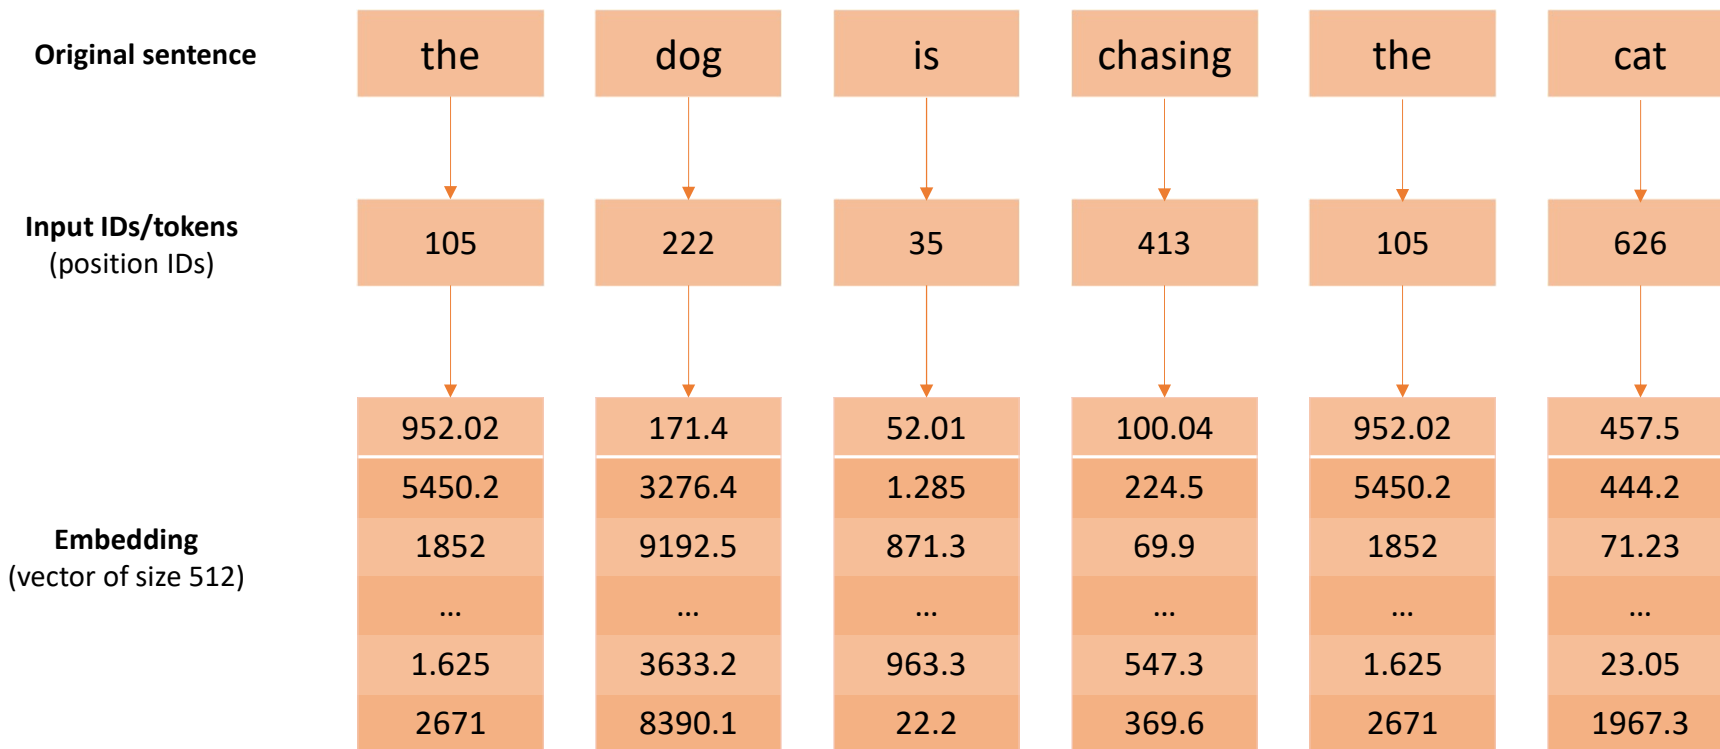 Original sentence the dog is chasing the cat
Input IDs/tokens
(position IDs)
105 222 35 413 105 626
952.02 171.4 52.01 100.04 952.02 457.5
5450.2 3276.4 1.285 224.5 5450.2 444.2
Embedding
(vector of size 512)
1852 9192.5 871.3 69.9 1852 71.23
... ... ... ... ... ...
1.625 3633.2 963.3 547.3 1.625 23.05
2671 8390.1 22.2 369.6 2671 1967.3